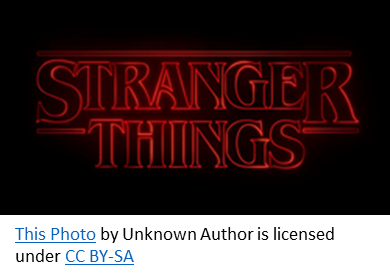 STRANGER
THINGS
This Photo by Unknown Author is licensed
under CC BY-SA